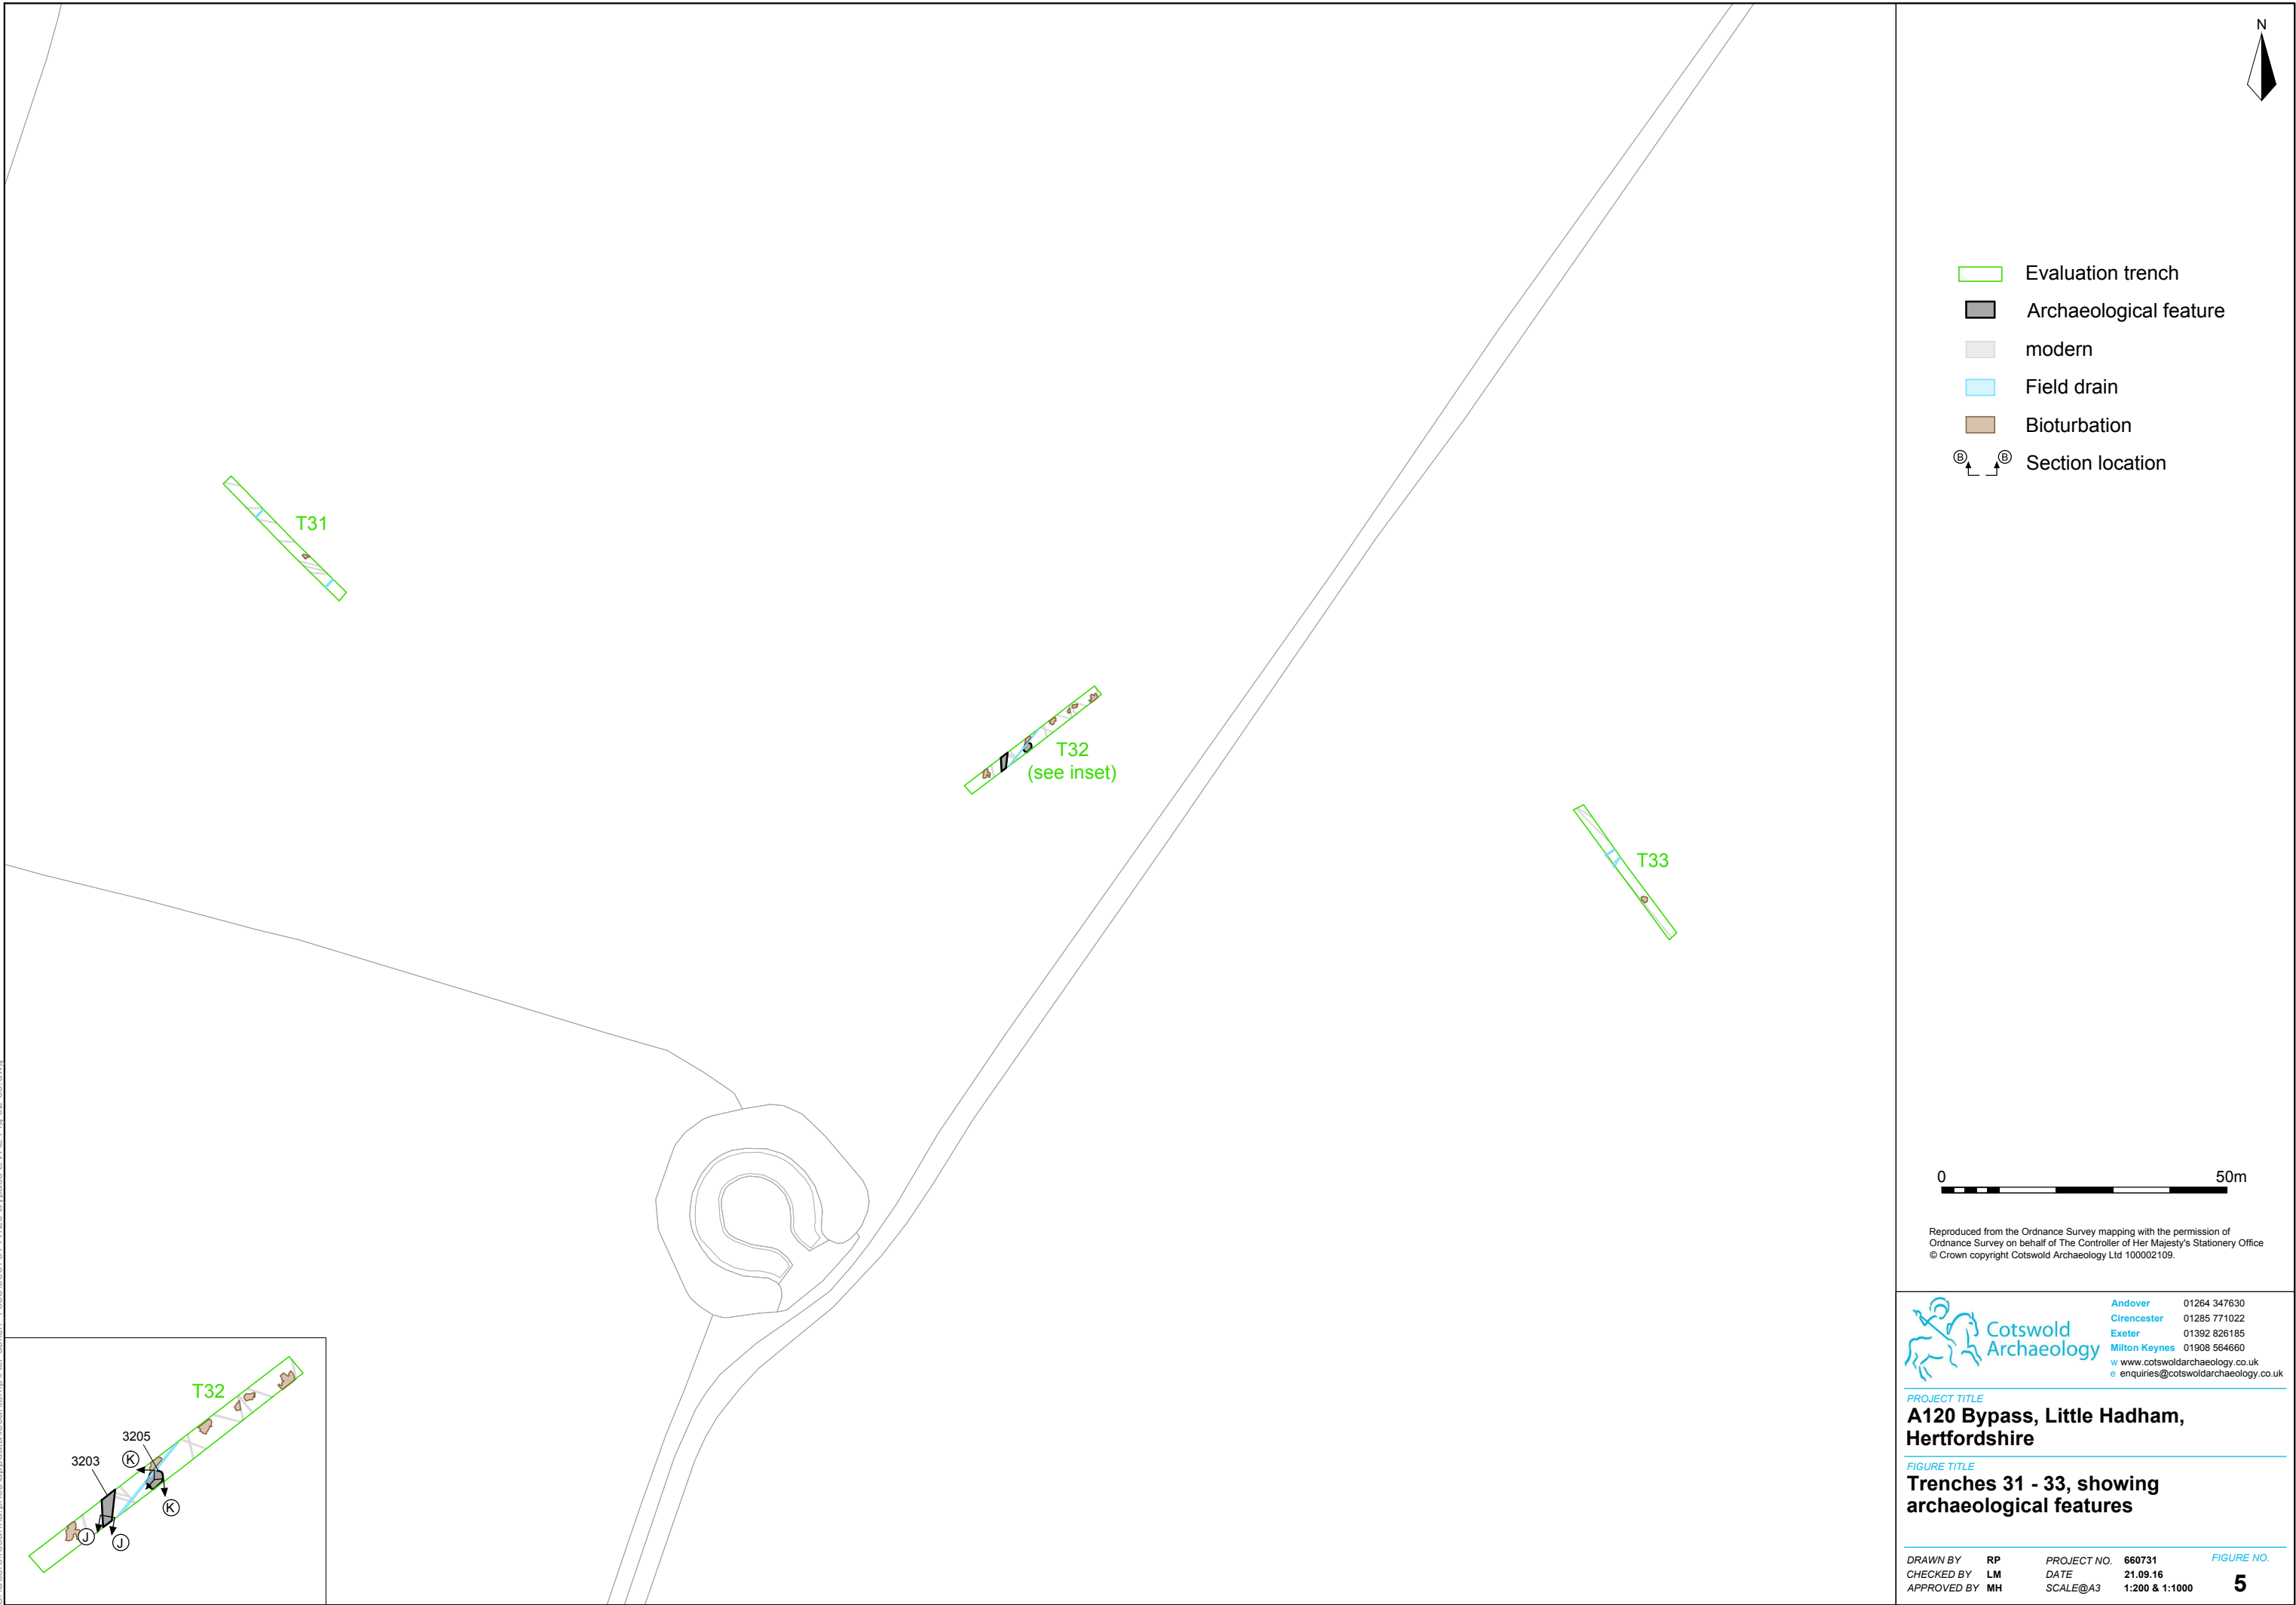 N
Evaluation trench
Archaeological feature
modern
Field drain
Bioturbation
B B Section location
T31
T32
(see inset)
T33
0 50m
Reproduced from the Ordnance Survey mapping with the permission of
Ordnance Survey on behalf of The Controller of Her Majesty's Stationery Office
© Crown copyright Cotswold Archaeology Ltd 100002109.
T32
3205
3203
K
K
J
J
Cotswold
Archaeology
Andover 01264 347630
Cirencester 01285 771022
Exeter 01392 826185
Milton Keynes 01908 564660
w www.cotswoldarchaeology.co.uk
e enquiries@cotswoldarchaeology.co.uk
PROJECT TITLE
A120 Bypass, Little Hadham,
Hertfordshire
FIGURE TITLE
Trenches 31 - 33, showing
archaeological features
DRAWN BY RP PROJECT NO. 660731 FIGURE NO.
CHECKED BY LM DATE 21.09.16
APPROVED BY MH SCALE@A3 1:200 & 1:1000 5